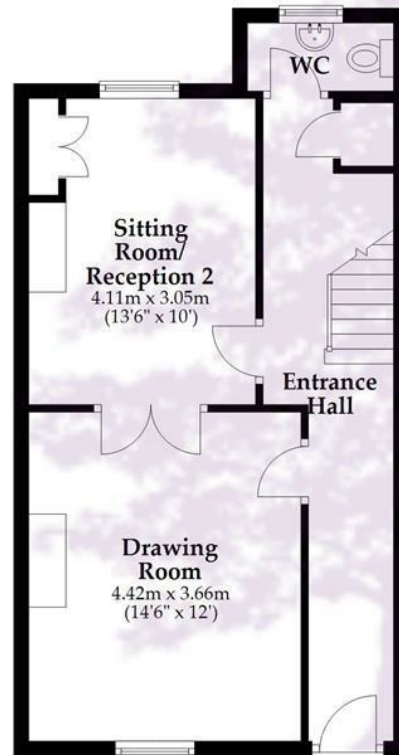 WC
Sitting
Room/
Reception 2
4.11m x 3.05m
(13'6" x 10')
Entrance
Hall
Drawing
Room
4.42m x 3.66m
(14'6" x 12')